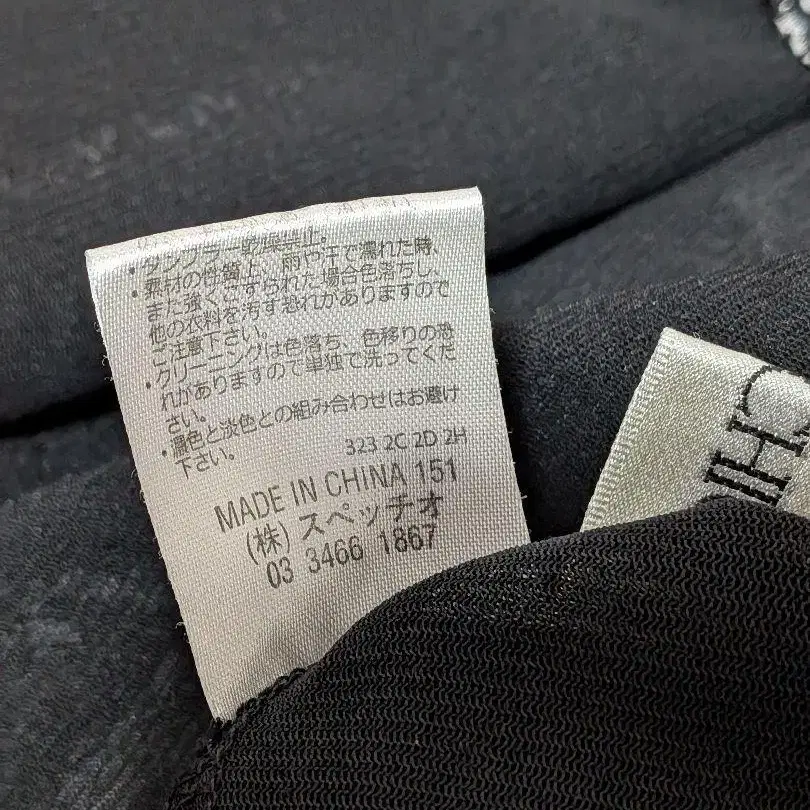 ・タンブラー乾燥禁止。
・素材の性質上、雨や汗で濡れた時、
また強くこすられた場合色落ちし、
他の衣料を汚す恐れがありますので
ご注意下さい。
・クリーニングは色落ち、色移りの恐
れがありますので単独で洗ってくだ
さい。
・濃色と淡色との組み合わせはお避け
下さい。
323 2C 2D 2H
MADE IN CHINA 151
(株) スペッチオ
03 3466 1867
CHI